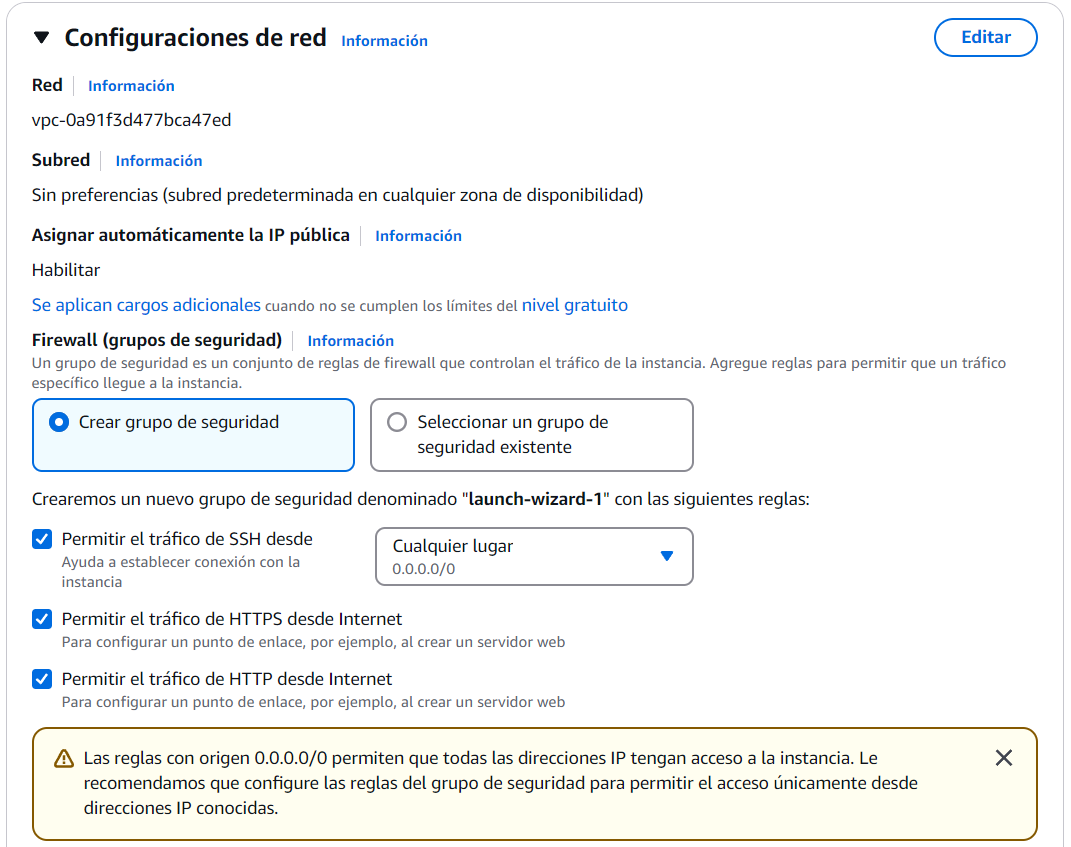 Configuraciones de red Información Editar
Red Información
vpc-0a91f3d477bca47ed
Subred Información
Sin preferencias (subred predeterminada en cualquier zona de disponibilidad)
Asignar automáticamente la IP pública Información
Habilitar
Se aplican cargos adicionales cuando no se cumplen los límites del nivel gratuito
Firewall (grupos de seguridad) Información
Un grupo de seguridad es un conjunto de reglas de firewall que controlan el tráfico de la instancia. Agregue reglas para permitir que un tráfico
específico llegue a la instancia.
Crear grupo de seguridad
Seleccionar un grupo de
seguridad existente
Crearemos un nuevo grupo de seguridad denominado "launch-wizard-1" con las siguientes reglas:
Permitir el tráfico de SSH desde
Ayuda a establecer conexión con la
instancia
Cualquier lugar
0.0.0.0/0
Permitir el tráfico de HTTPS desde Internet
Para configurar un punto de enlace, por ejemplo, al crear un servidor web
Permitir el tráfico de HTTP desde Internet
Para configurar un punto de enlace, por ejemplo, al crear un servidor web
Las reglas con origen 0.0.0.0/0 permiten que todas las direcciones IP tengan acceso a la instancia. Le
recomendamos que configure las reglas del grupo de seguridad para permitir el acceso únicamente desde
direcciones IP conocidas.